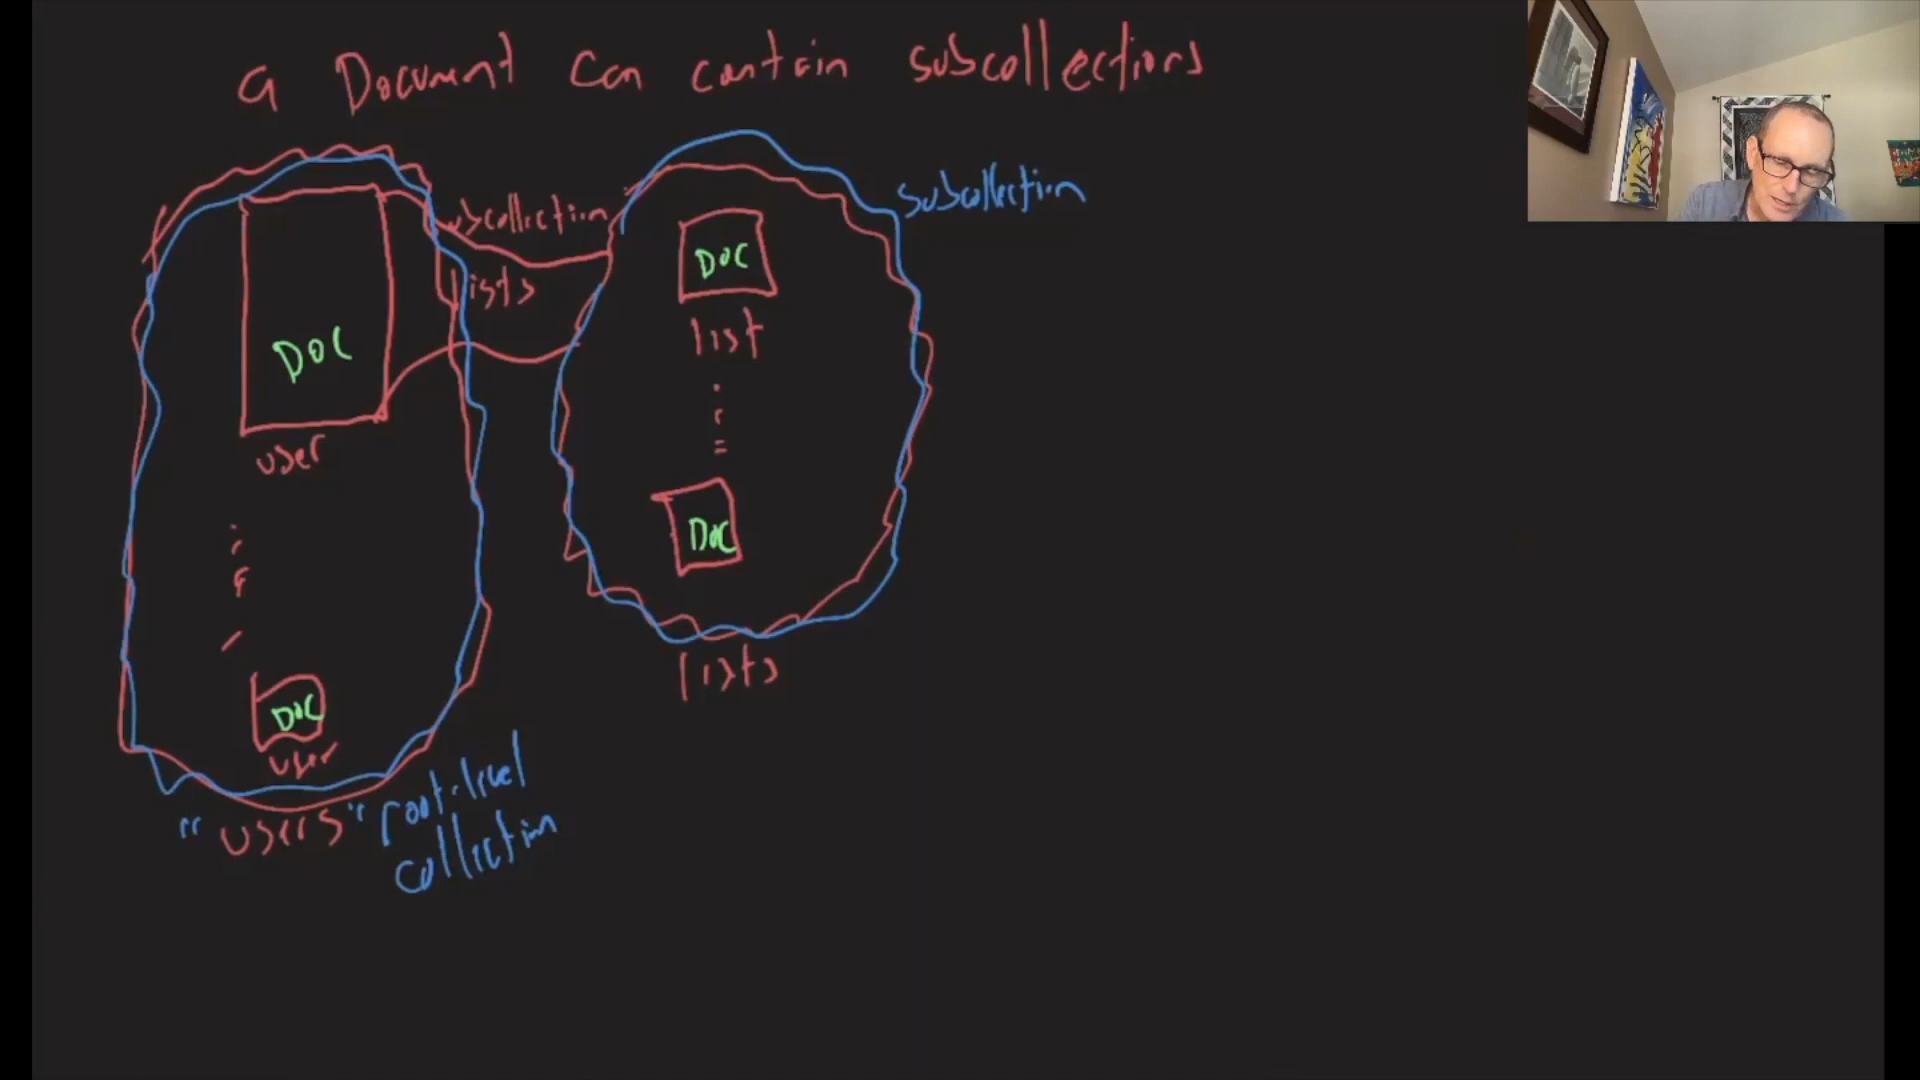 a Document can contain subcollections
subcollection
lists
DOC
user
DOC
user
"users"
root-level
collection
subcollection
DOC
list
DOC
lists